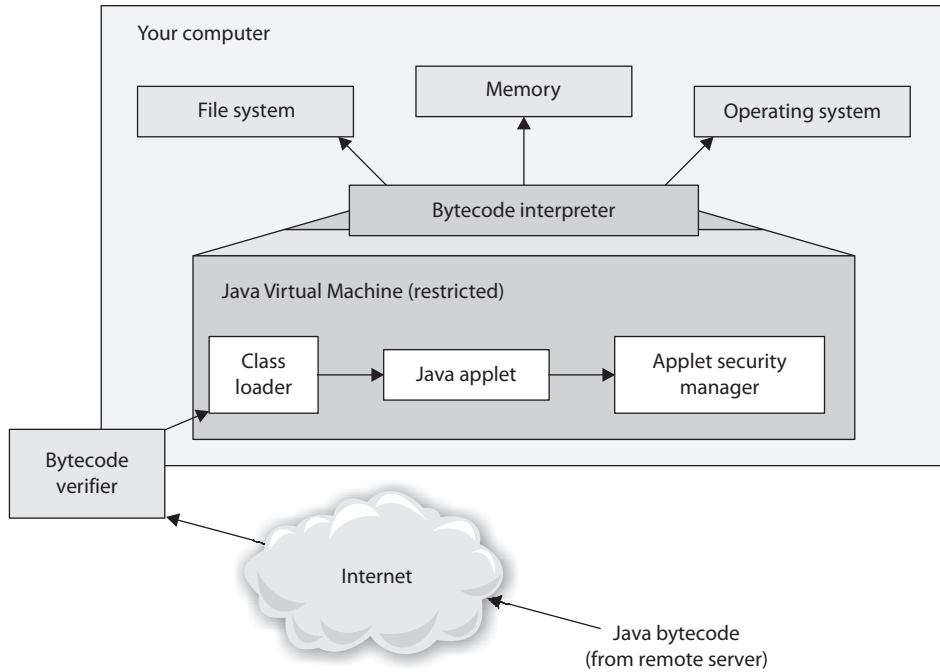 Your computer
File system
Memory
Operating system
Bytecode interpreter
Java Virtual Machine (restricted)
Class
loader
Java applet
Applet security
manager
Bytecode
verifier
Internet
Java bytecode
(from remote server)